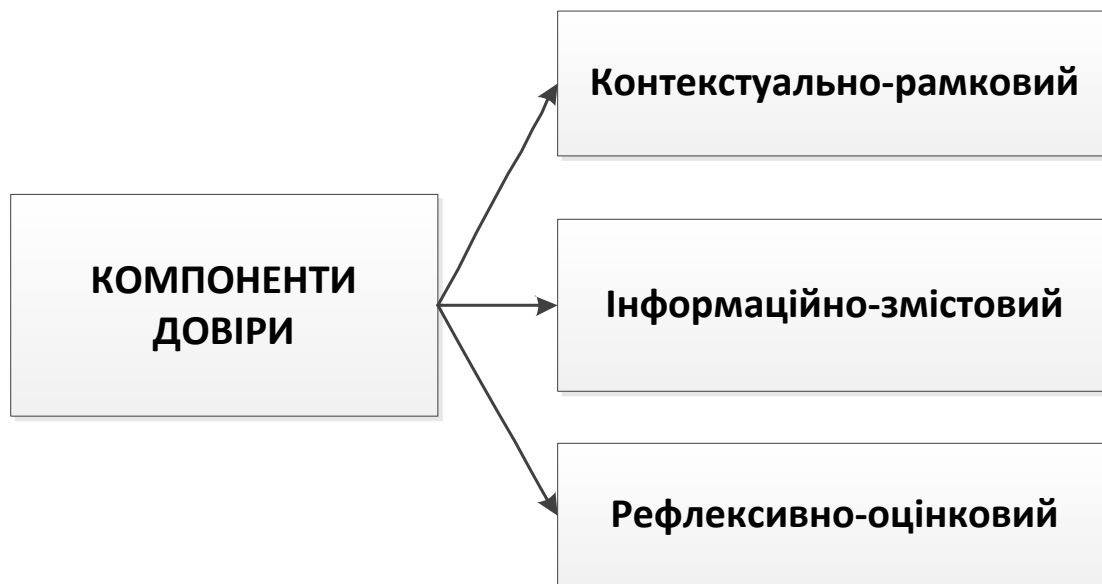 Контекстуально-рамковий
КОМПОНЕНТИ
ДОВІРИ
Інформаційно-змістовий
Рефлексивно-оцінковий